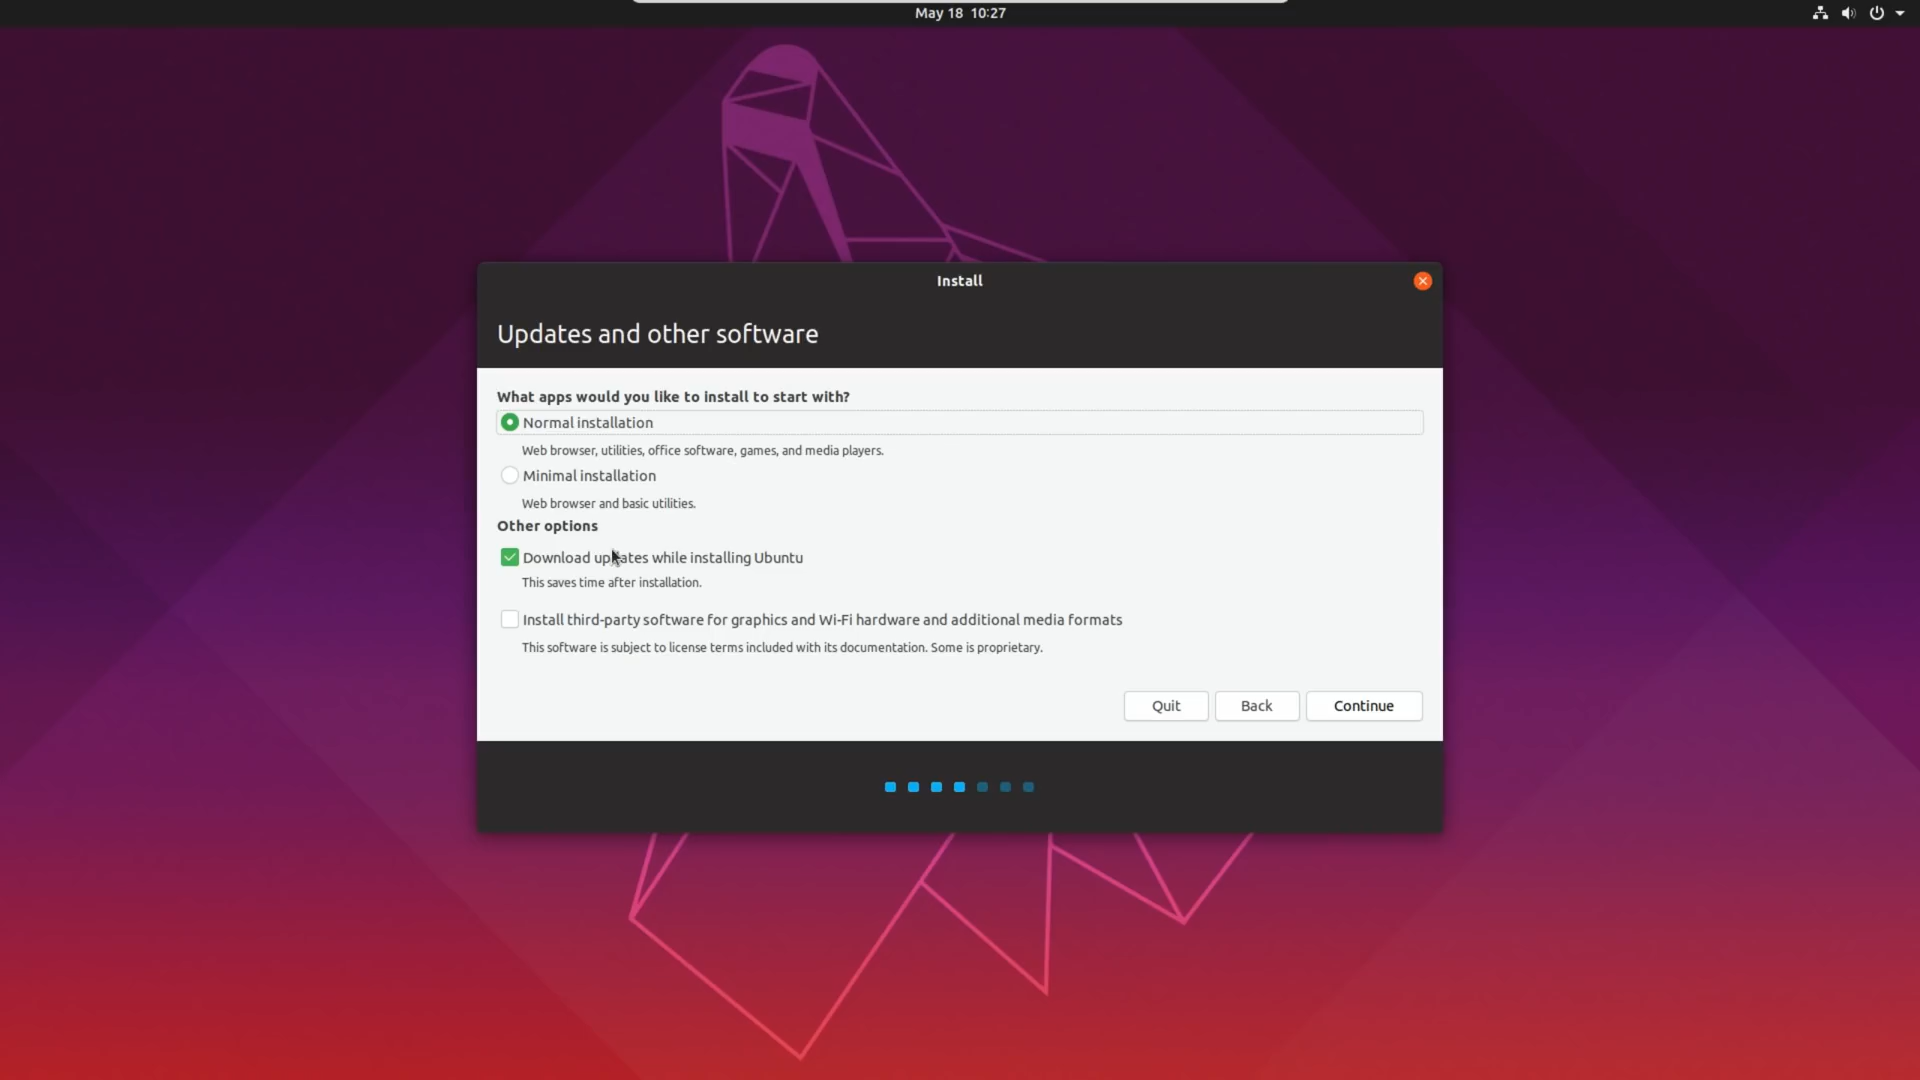 May 18 10:27
Install
Updates and other software
What apps would you like to install to start with?
Normal installation
Web browser, utilities, office software, games, and media players.
Minimal installation
Web browser and basic utilities.
Other options
Download updates while installing Ubuntu
This saves time after installation.
Install third-party software for graphics and Wi-Fi hardware and additional media formats
This software is subject to license terms included with its documentation. Some is proprietary.
Quit Back Continue